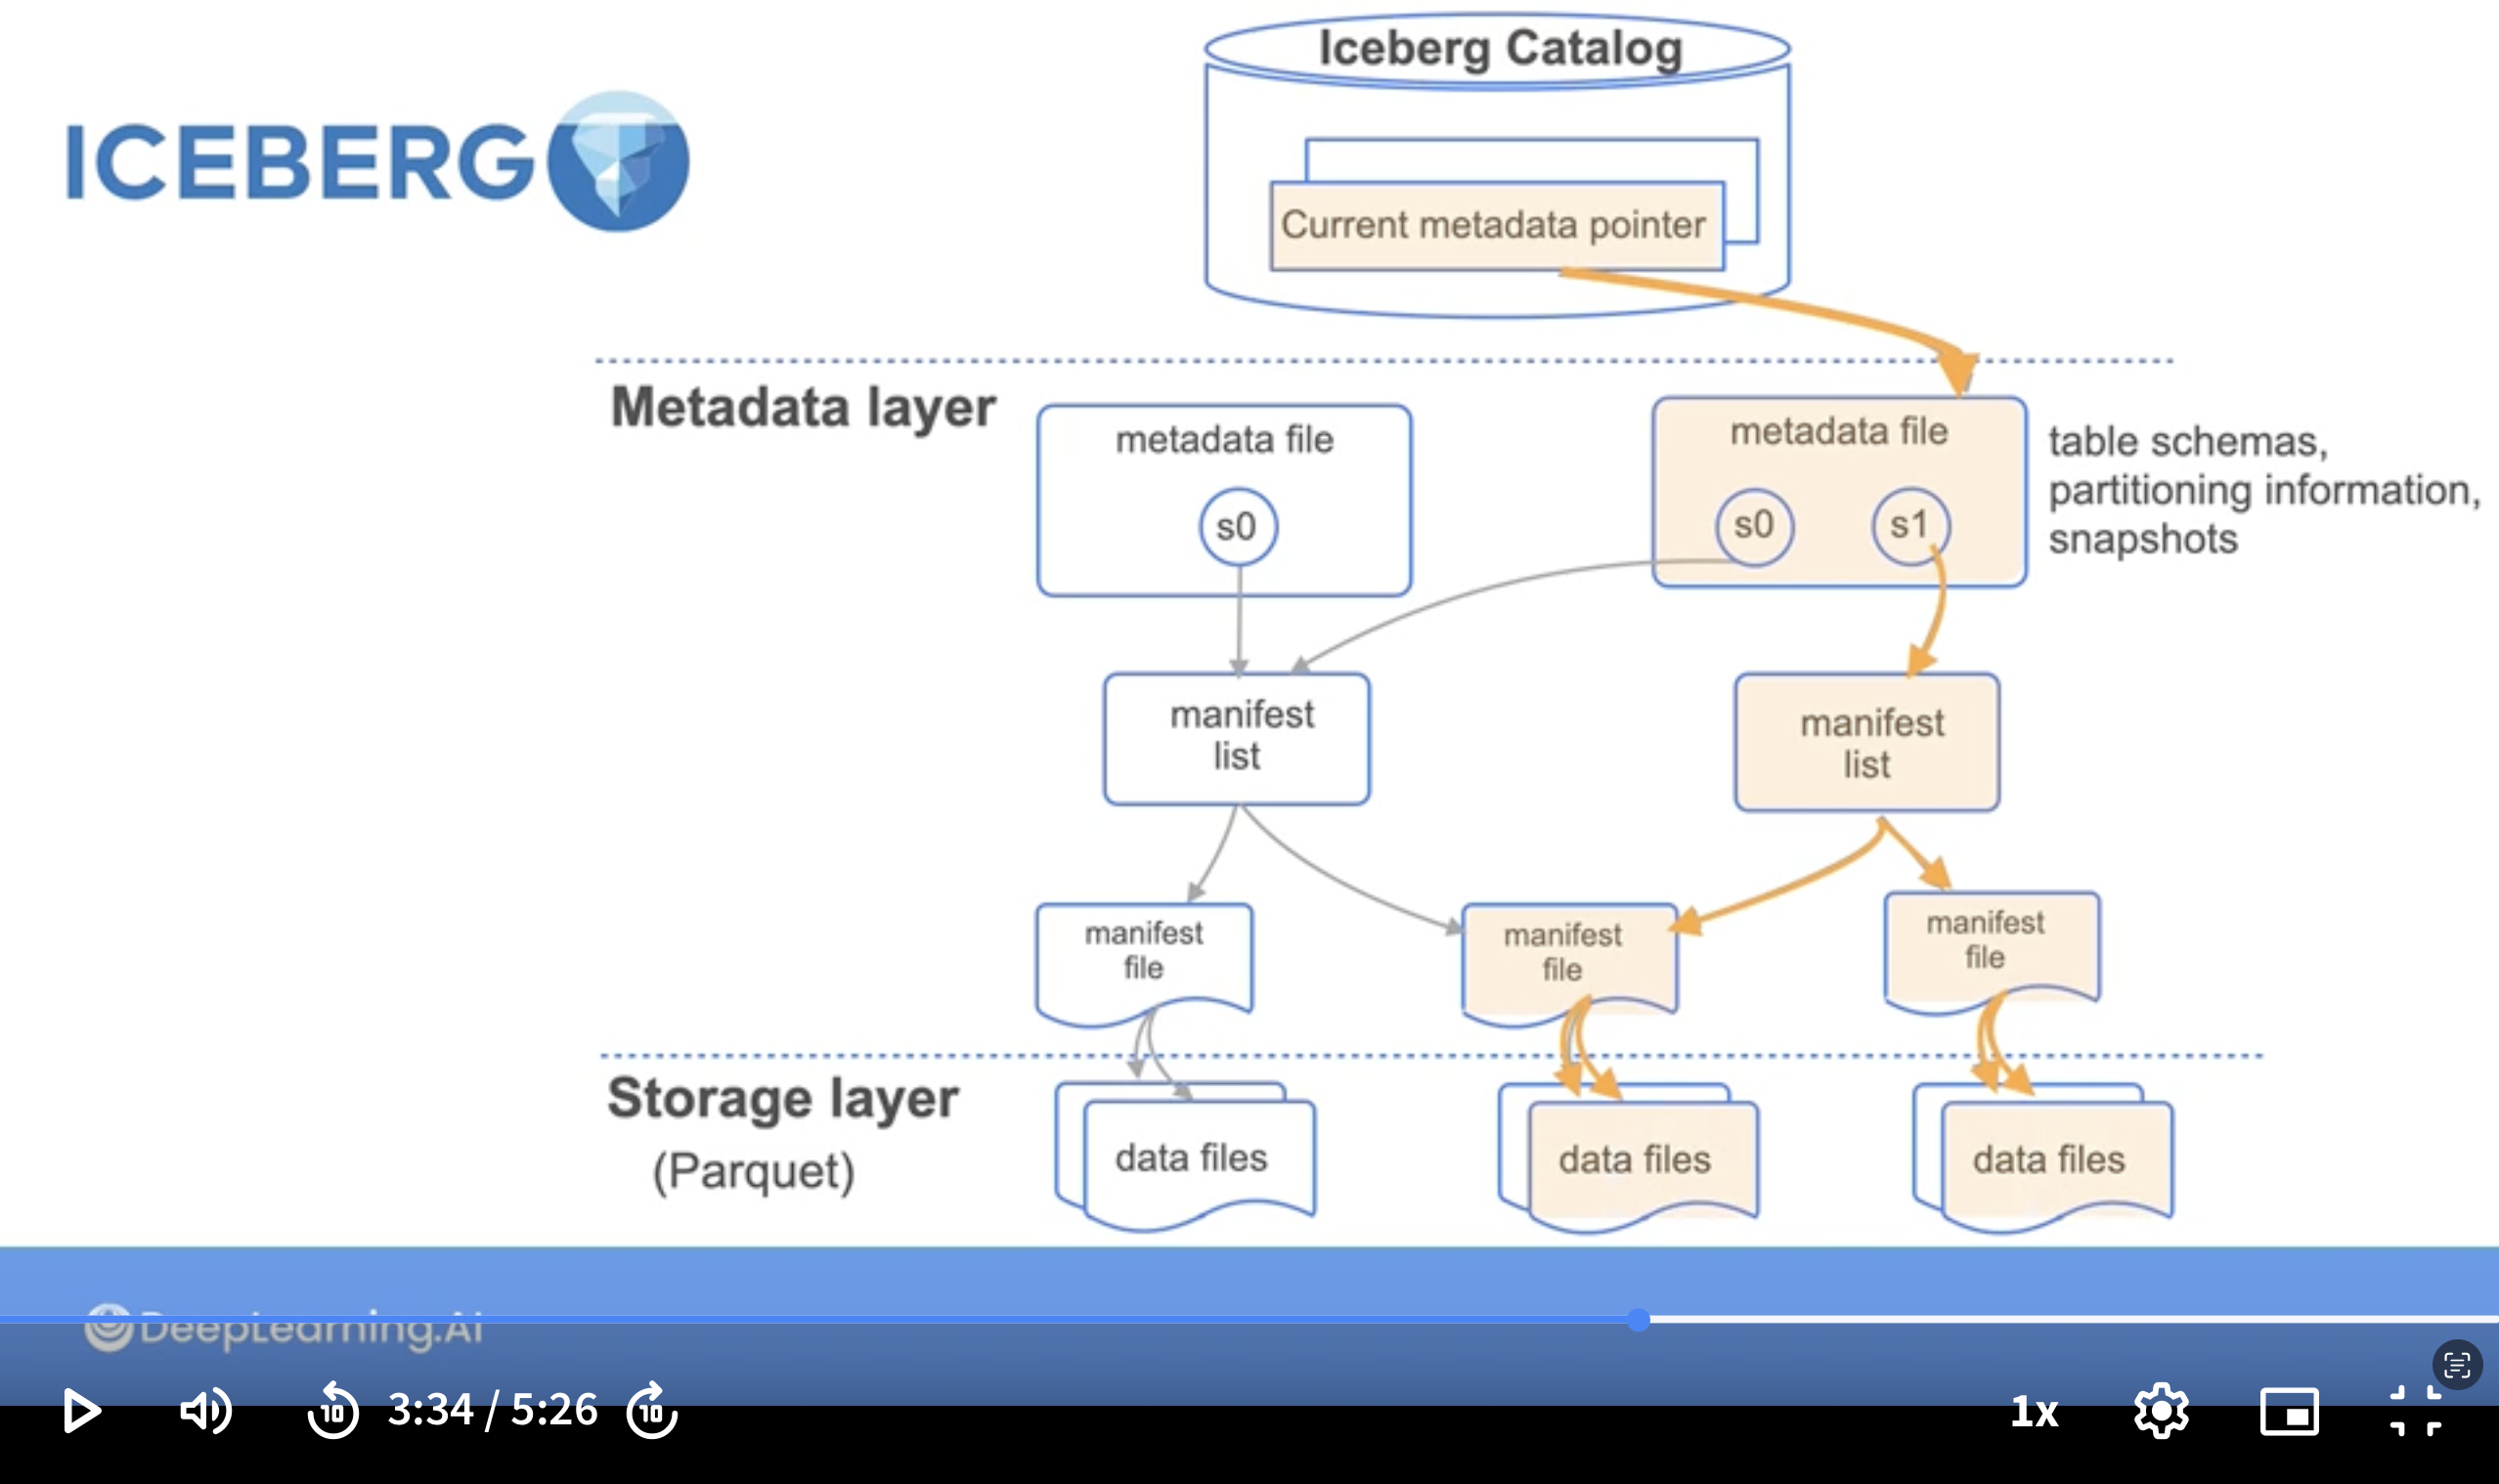 Iceberg Catalog
ICEBERG
Current metadata pointer
Metadata layer
metadata file
s0
metadata file
s0
s1
table schemas,
partitioning information,
snapshots
manifest
list
manifest
list
manifest
file
manifest
file
manifest
file
Storage layer
(Parquet)
data files
data files
data files
DeepLearning.AI
10
3:34 / 5:26
10
1x